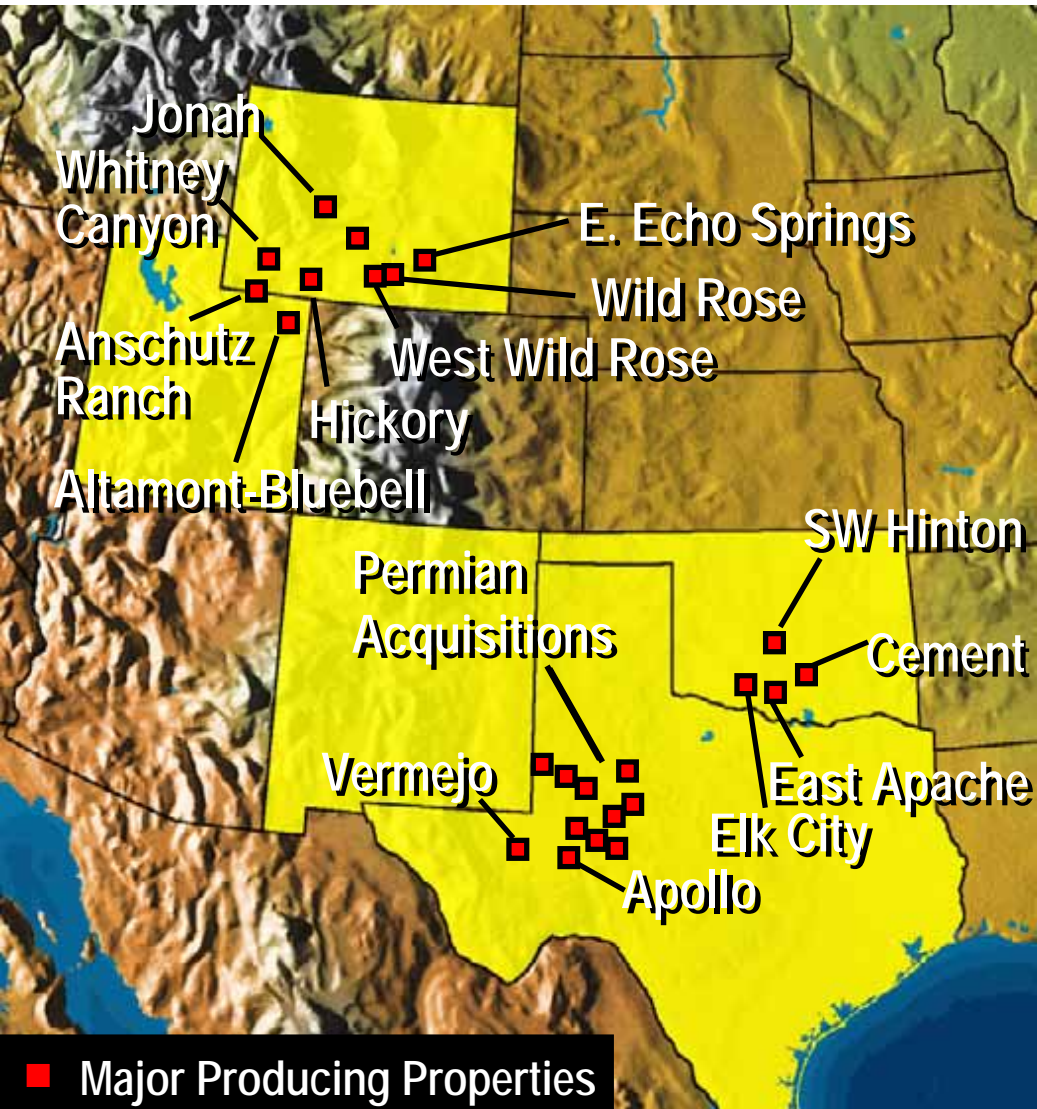 Jonah
Whitney
Canyon
E. Echo Springs
Wild Rose
Anschutz
Ranch
West Wild Rose
Hickory
Altamont-Bluebell
SW Hinton
Permian
Acquisitions
Cement
Vermejo
East Apache
Elk City
Apollo
Major Producing Properties